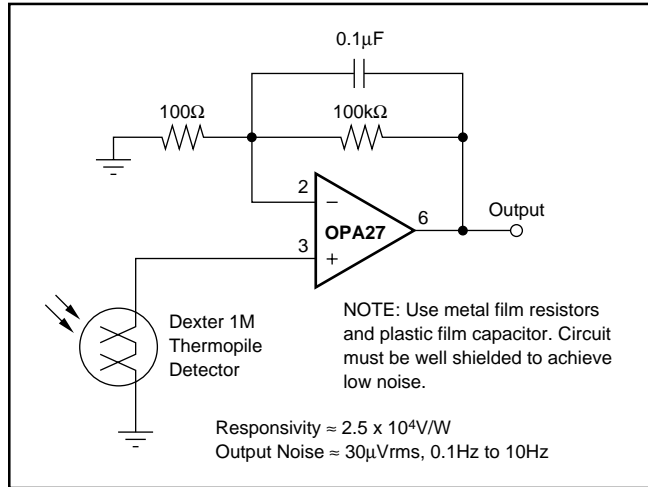 0.1μF
100Ω
100kΩ
2
–
6
Output
OPA27
3
+
Dexter 1M
Thermopile
Detector
NOTE: Use metal film resistors
and plastic film capacitor. Circuit
must be well shielded to achieve
low noise.
Responsivity ≈ 2.5 x 10⁴V/W
Output Noise ≈ 30μVrms, 0.1Hz to 10Hz